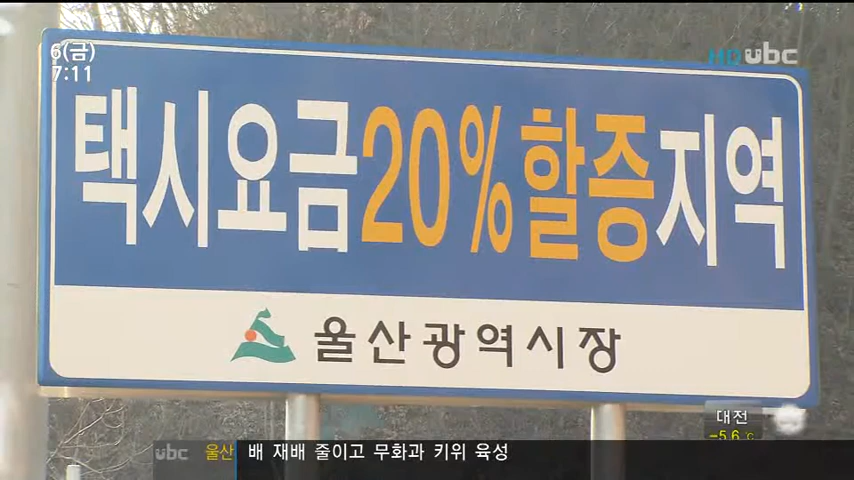 6(금)
7:11
HD ubc
택시요금20%할증지역
울산광역시장
대전
-5.6 ℃
ubc 울산 배 재배 줄이고 무화과 키위 육성